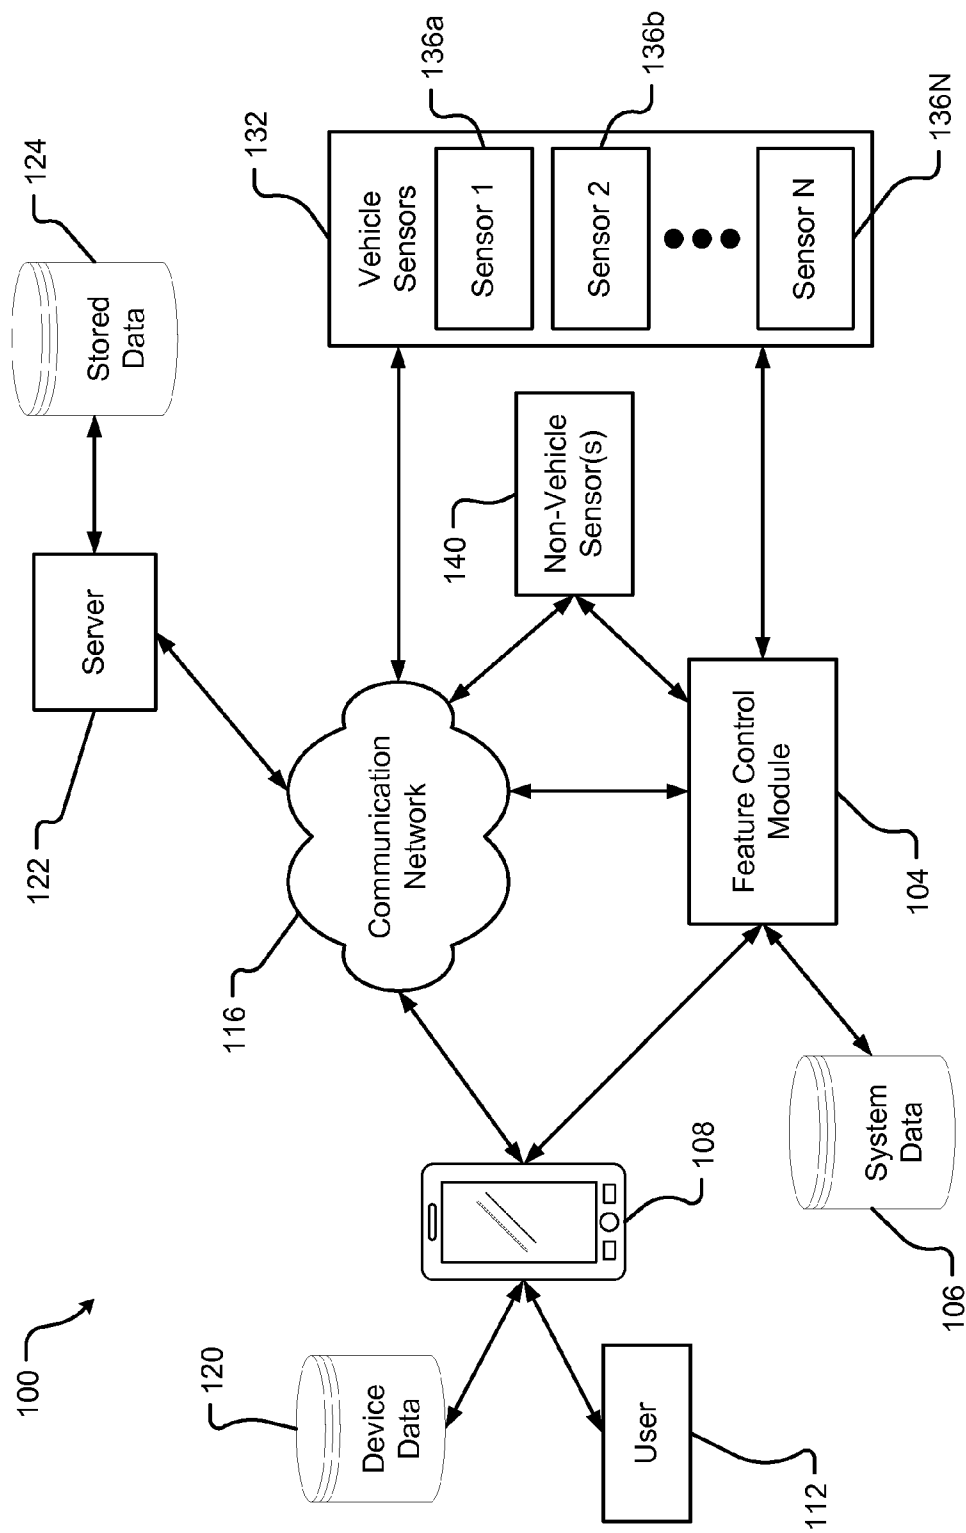 100
120
Device
Data
User
112
108
116
Communication
Network
122
Server
124
Stored
Data
106
System
Data
104
Feature Control
Module
140
Non-Vehicle
Sensor(s)
132
Vehicle
Sensors
136a
Sensor 1
136b
Sensor 2
136N
Sensor N